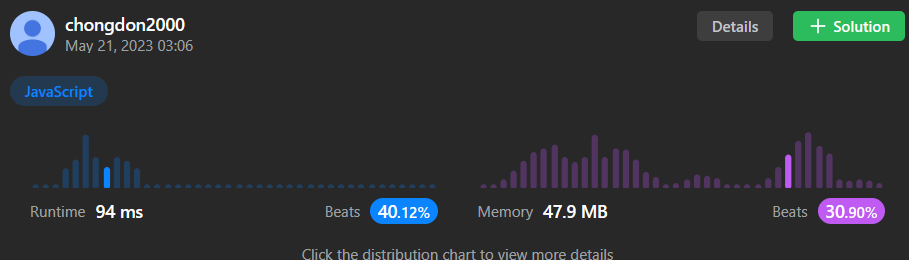 chongdon2000
May 21, 2023 03:06
Details
+ Solution
JavaScript
Runtime 94 ms Beats 40.12%
Memory 47.9 MB Beats 30.90%
Click the distribution chart to view more details